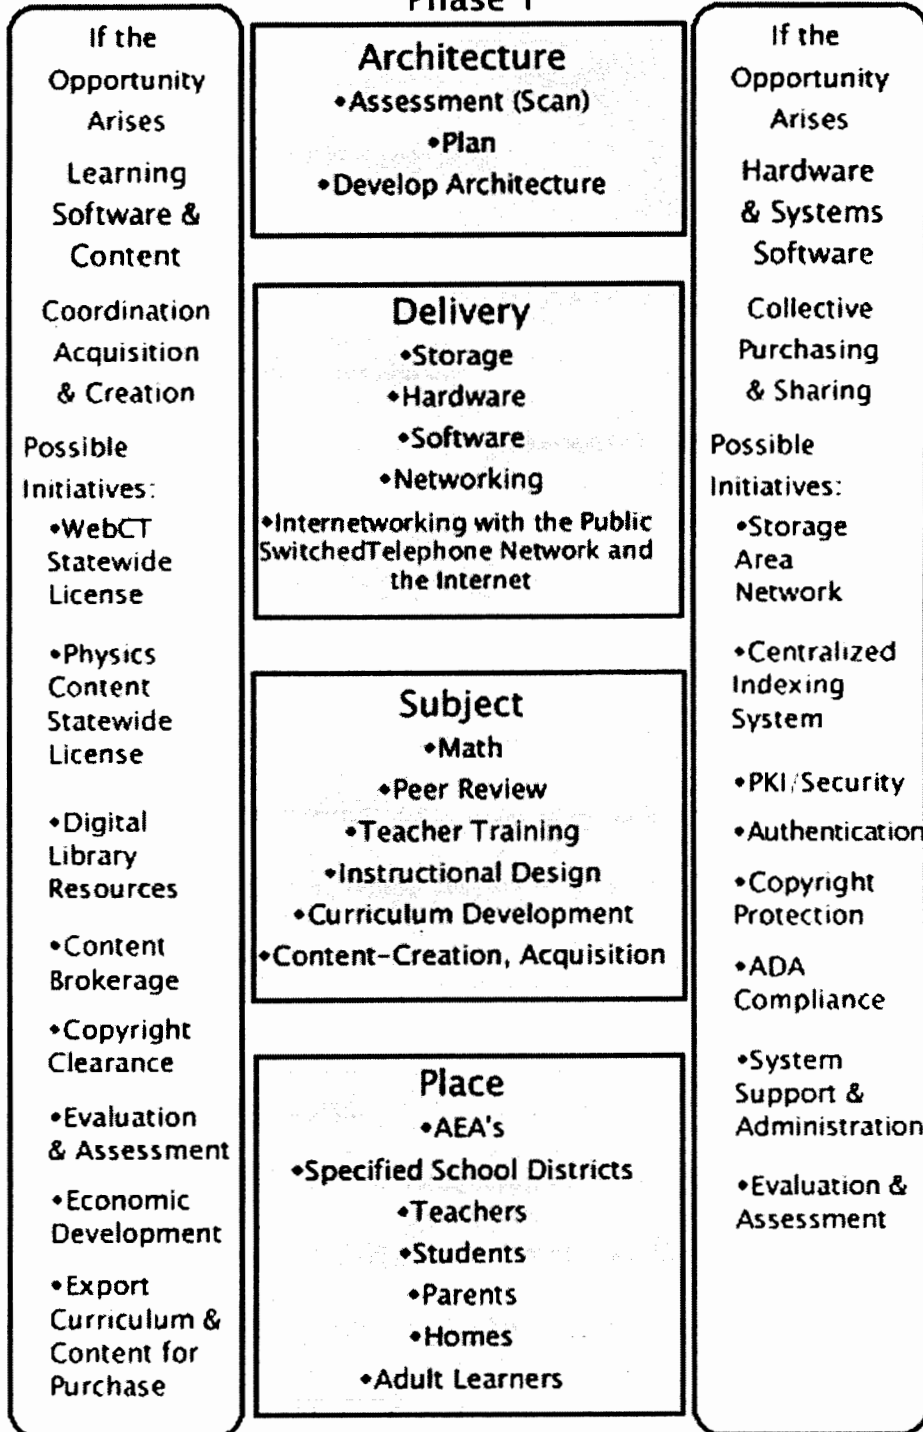 Phase 1
If the
Opportunity
Arises
Learning
Software &
Content
Coordination
Acquisition
& Creation
Possible
Initiatives:
•WebCT
Statewide
License
•Physics
Content
Statewide
License
•Digital
Library
Resources
•Content
Brokerage
•Copyright
Clearance
•Evaluation
& Assessment
•Economic
Development
•Export
Curriculum &
Content for
Purchase
Architecture
•Assessment (Scan)
•Plan
•Develop Architecture
Delivery
•Storage
•Hardware
•Software
•Networking
•Internetworking with the Public
SwitchedTelephone Network and
the Internet
Subject
•Math
•Peer Review
•Teacher Training
•Instructional Design
•Curriculum Development
•Content-Creation, Acquisition
Place
•AEA's
•Specified School Districts
•Teachers
•Students
•Parents
•Homes
•Adult Learners
If the
Opportunity
Arises
Hardware
& Systems
Software
Collective
Purchasing
& Sharing
Possible
Initiatives:
•Storage
Area
Network
•Centralized
Indexing
System
•PKI/Security
•Authentication
•Copyright
Protection
•ADA
Compliance
•System
Support &
Administration
•Evaluation &
Assessment